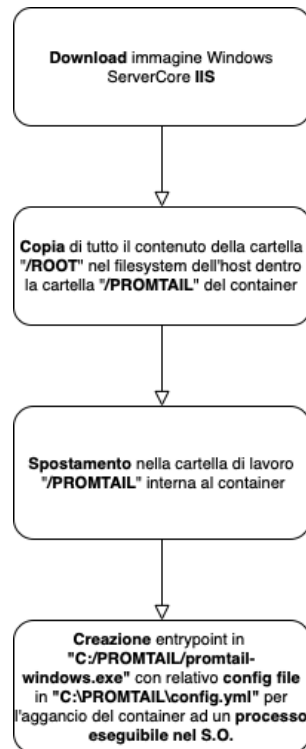 Download immagine Windows
ServerCore IIS
Copia di tutto il contenuto della cartella
"/ROOT" nel filesystem dell'host dentro
la cartella "/PROMTAIL" del container
Spostamento nella cartella di lavoro
"/PROMTAIL" interna al container
Creazione entrypoint in
"C:/PROMTAIL/promtail-
windows.exe" con relativo config file
in "C:\PROMTAIL\config.yml" per
l'aggancio del container ad un processo
eseguibile nel S.O.